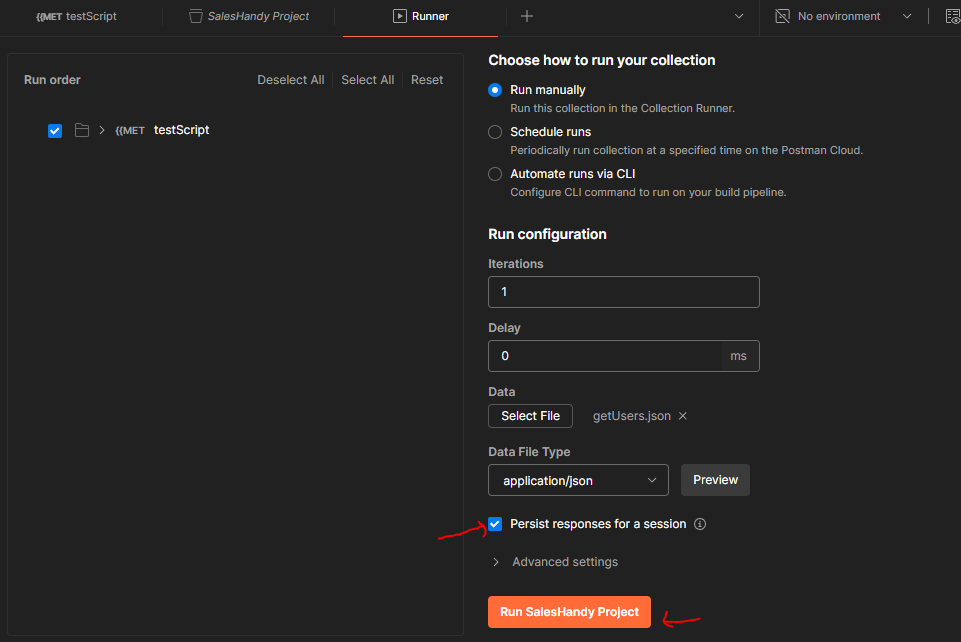 {{MET testScript
SalesHandy Project
Runner
No environment
Run order
Deselect All
Select All
Reset
{{MET testScript
Choose how to run your collection
Run manually
Run this collection in the Collection Runner.
Schedule runs
Periodically run collection at a specified time on the Postman Cloud.
Automate runs via CLI
Configure CLI command to run on your build pipeline.
Run configuration
Iterations
1
Delay
0 ms
Data
Select File getUsers.json
Data File Type
application/json Preview
Persist responses for a session
Advanced settings
Run SalesHandy Project